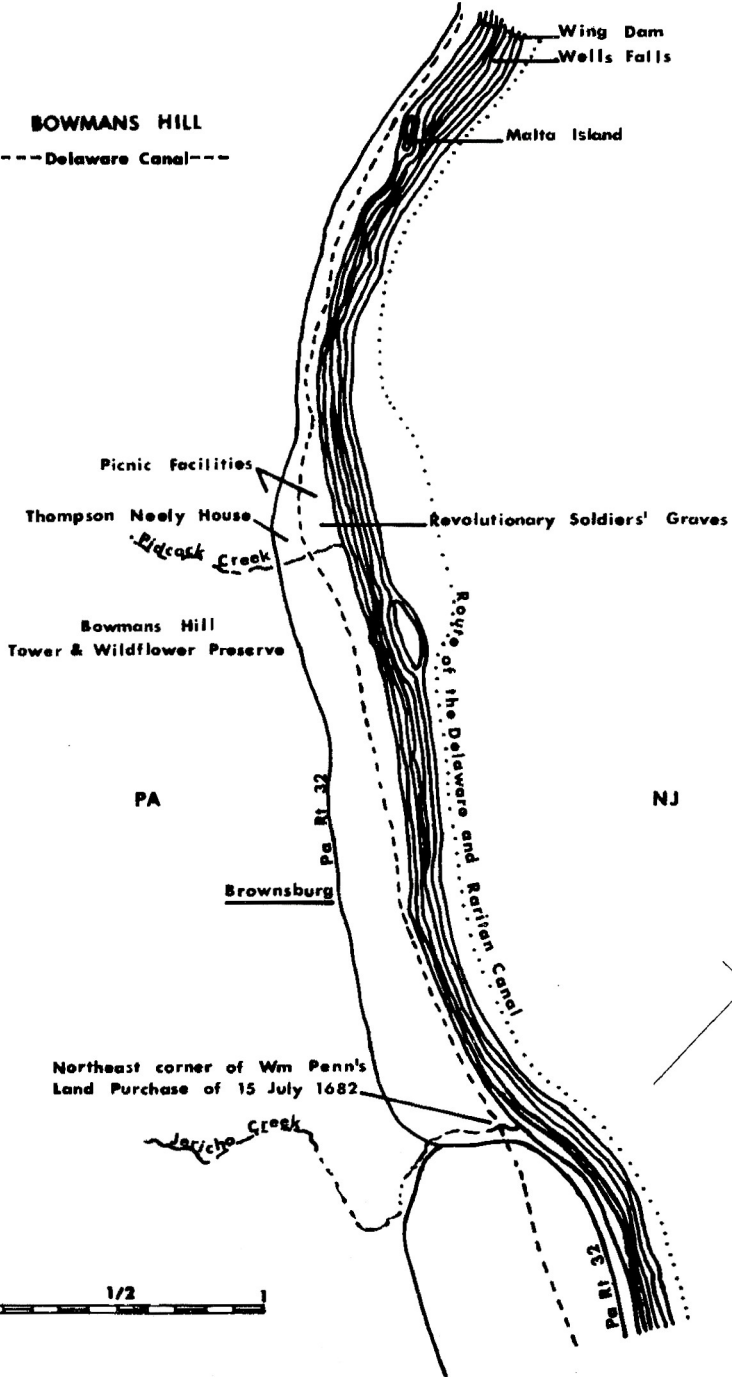 Wing Dam
Wells Falls
BOWMANS HILL
Delaware Canal
Malta Island
Picnic Facilities
Thompson Neely House
Revolutionary Soldiers' Graves
Pidcock Creek
Bowmans Hill
Tower & Wildflower Preserve
Route of the Delaware and Raritan Canal
PA
NJ
Pa Rt 32
Brownsburg
Northeast corner of Wm Penn's
Land Purchase of 15 July 1682
Jericho Creek
Pa Rt 32
1/2
1